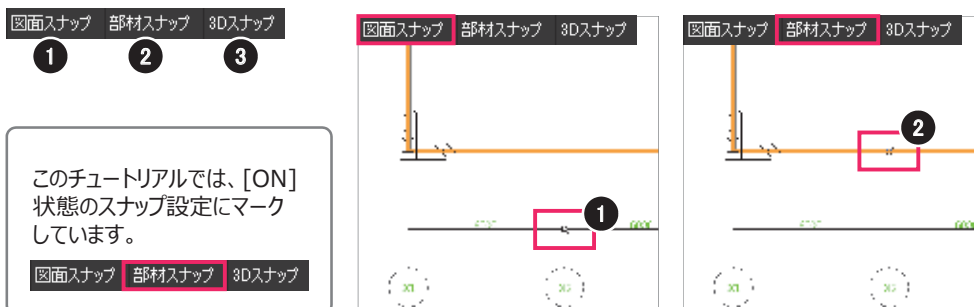 図面スナップ 部材スナップ 3Dスナップ
1 2 3
このチュートリアルでは、[ON]
状態のスナップ設定にマーク
しています。
図面スナップ 部材スナップ 3Dスナップ
図面スナップ 部材スナップ 3Dスナップ
1
X1
図面スナップ 部材スナップ 3Dスナップ
2
X1